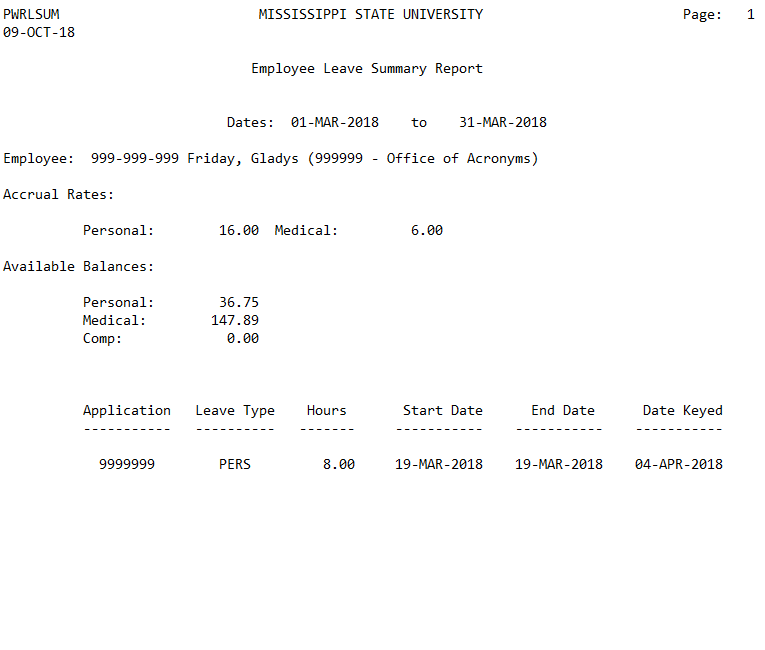 PWRLSUM MISSISSIPPI STATE UNIVERSITY Page: 1
09-OCT-18
Employee Leave Summary Report
Dates: 01-MAR-2018 to 31-MAR-2018
Employee: 999-999-999 Friday, Gladys (999999 - Office of Acronyms)
Accrual Rates:
Personal: 16.00 Medical: 6.00
Available Balances:
Personal: 36.75
Medical: 147.89
Comp: 0.00
Application Leave Type Hours Start Date End Date Date Keyed
----------- ---------- ------- ----------- ----------- -----------
9999999 PERS 8.00 19-MAR-2018 19-MAR-2018 04-APR-2018